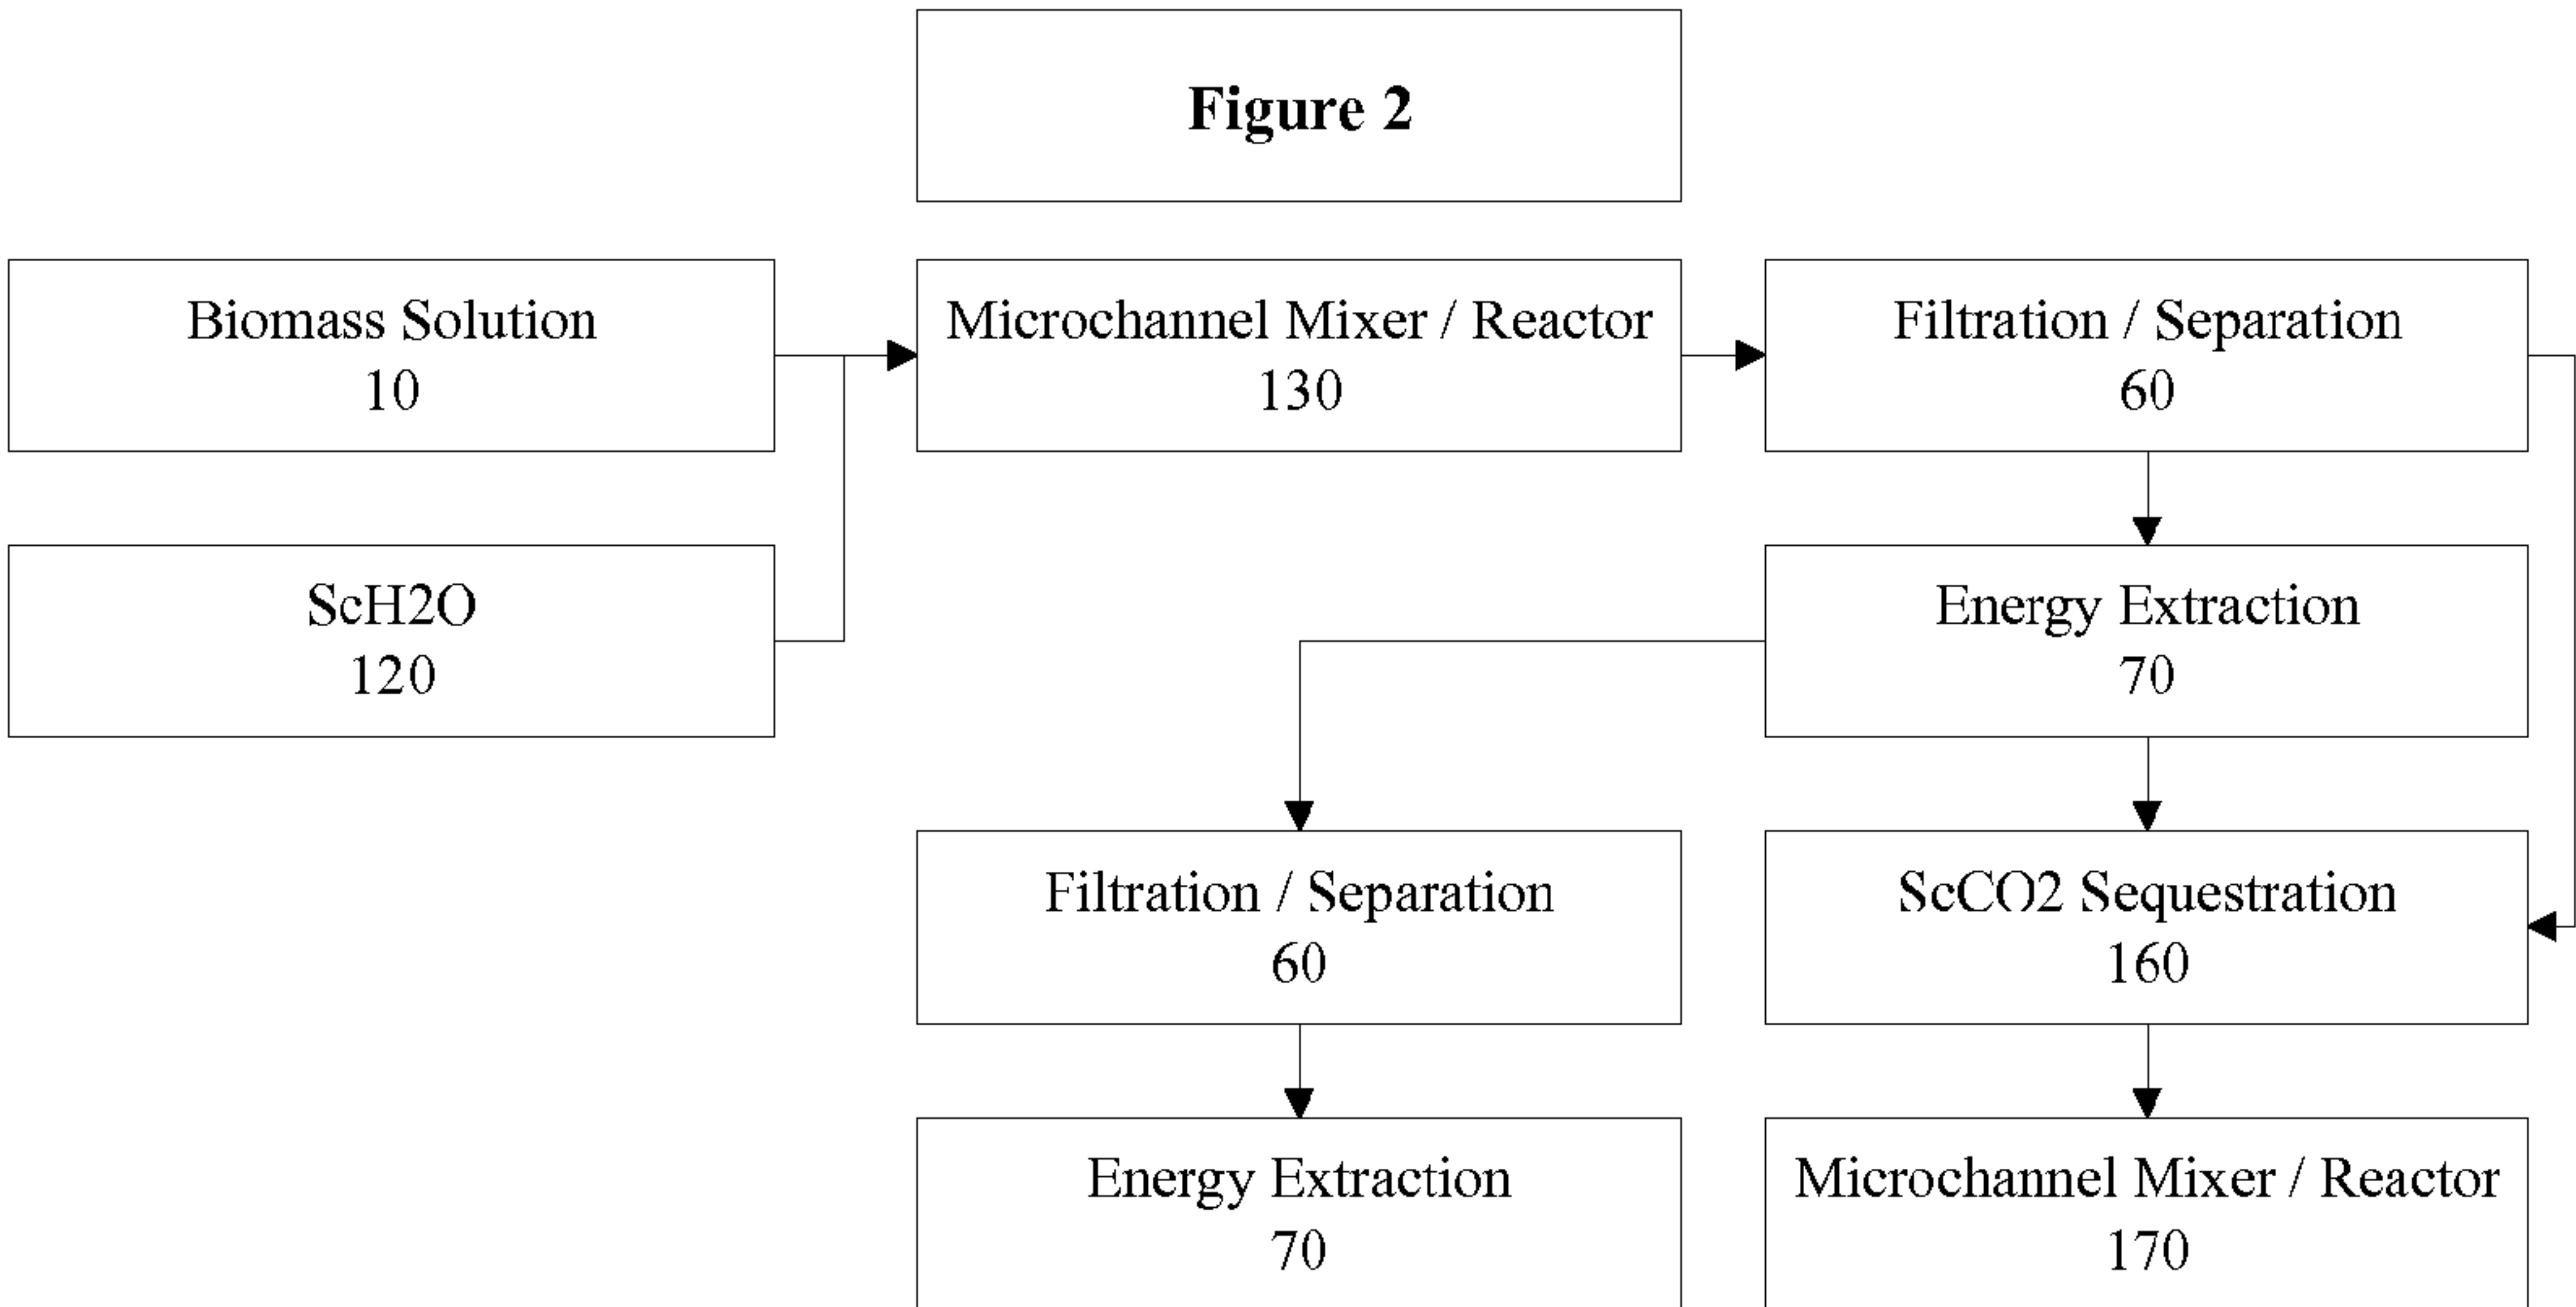 Figure 2
Biomass Solution
10
Microchannel Mixer / Reactor
130
Filtration / Separation
60
ScH2O
120
Energy Extraction
70
Filtration / Separation
60
ScCO2 Sequestration
160
Energy Extraction
70
Microchannel Mixer / Reactor
170